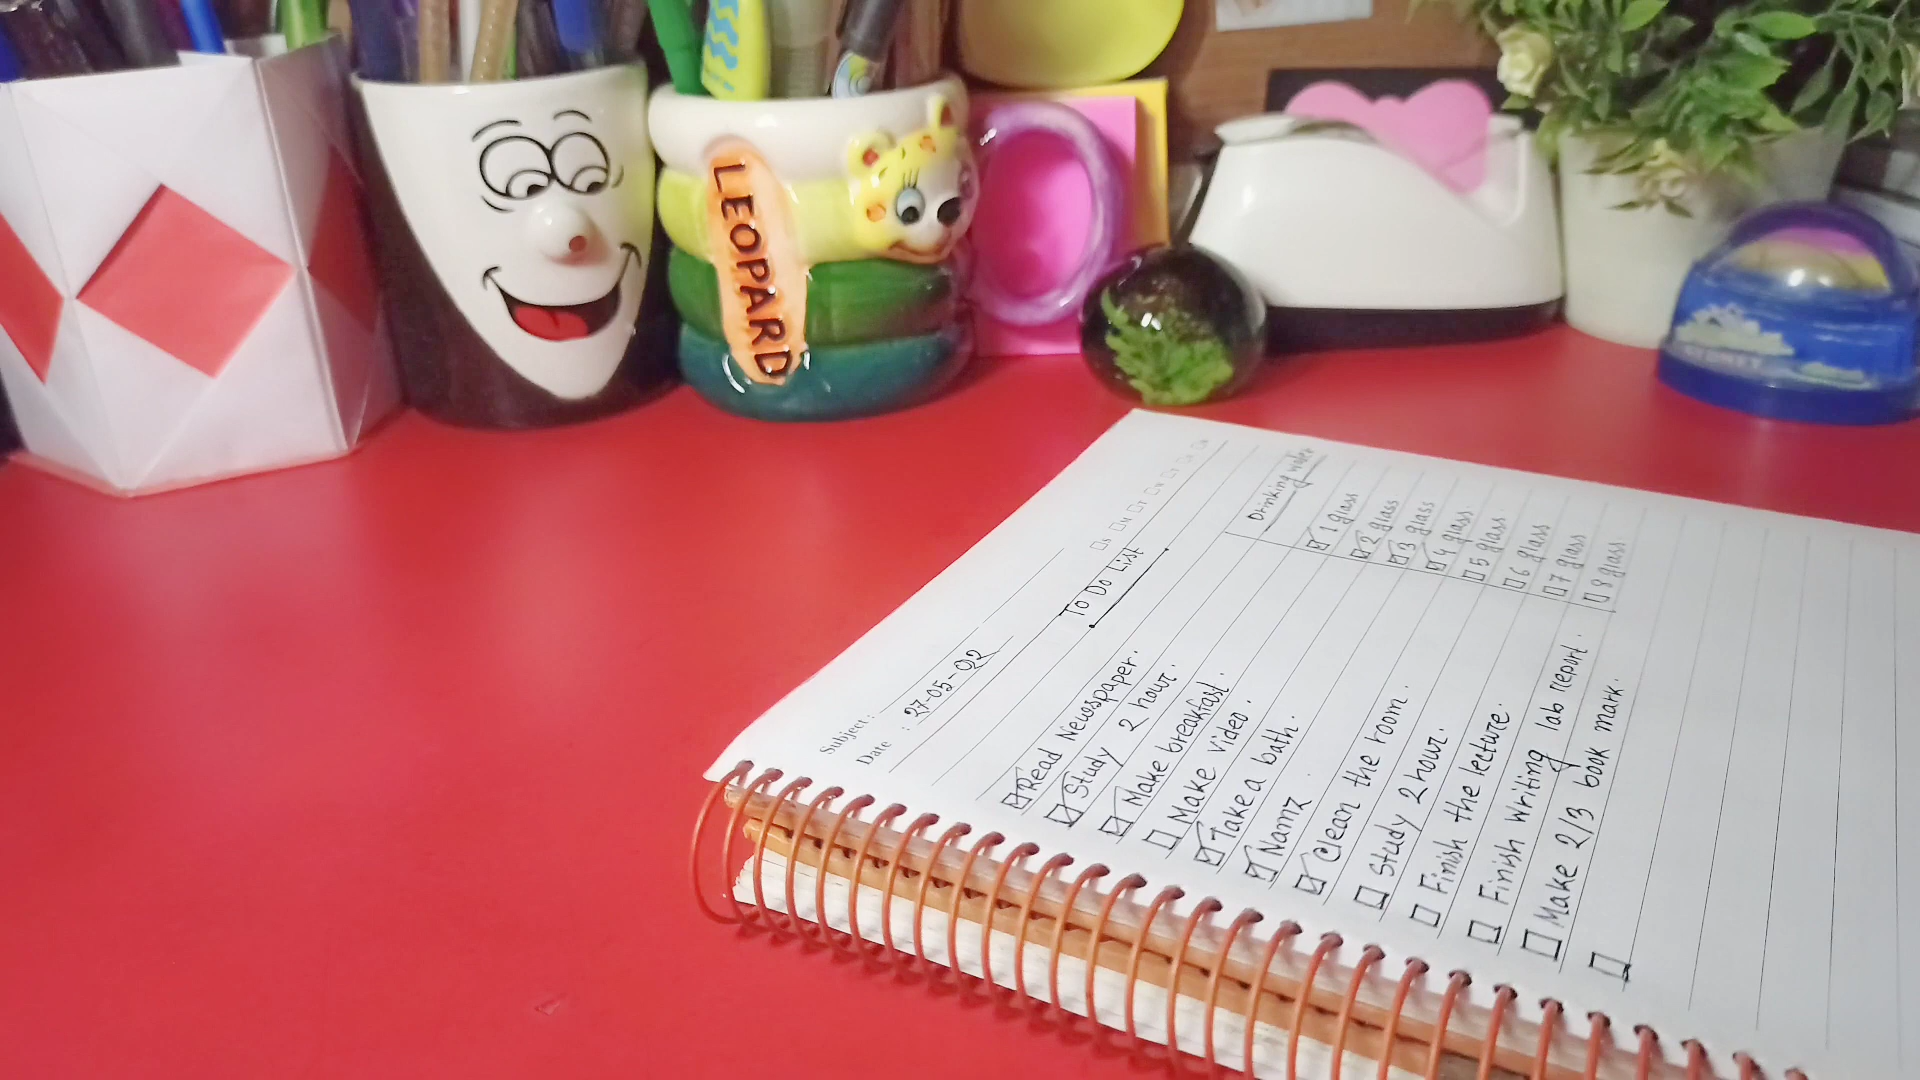 LEOPARD
SYDNEY
Subject:
Date : 27-05-22
□S □M □T □W □T □F □S
To Do List
☑ Read Newspaper.
☑ Study 2 hour.
☑ Make breakfast.
□ Make video.
☑ Take a bath.
☑ Namz.
☑ Clean the room.
□ Study 2 hour.
□ Finish the lecture.
□ Finish writing lab report.
□ Make 2/3 book mark.
□
Drinking water
☑ 1 glass
☑ 2 glass
☑ 3 glass
☑ 4 glass
□ 5 glass.
□ 6 glass
□ 7 glass
□ 8 glass.